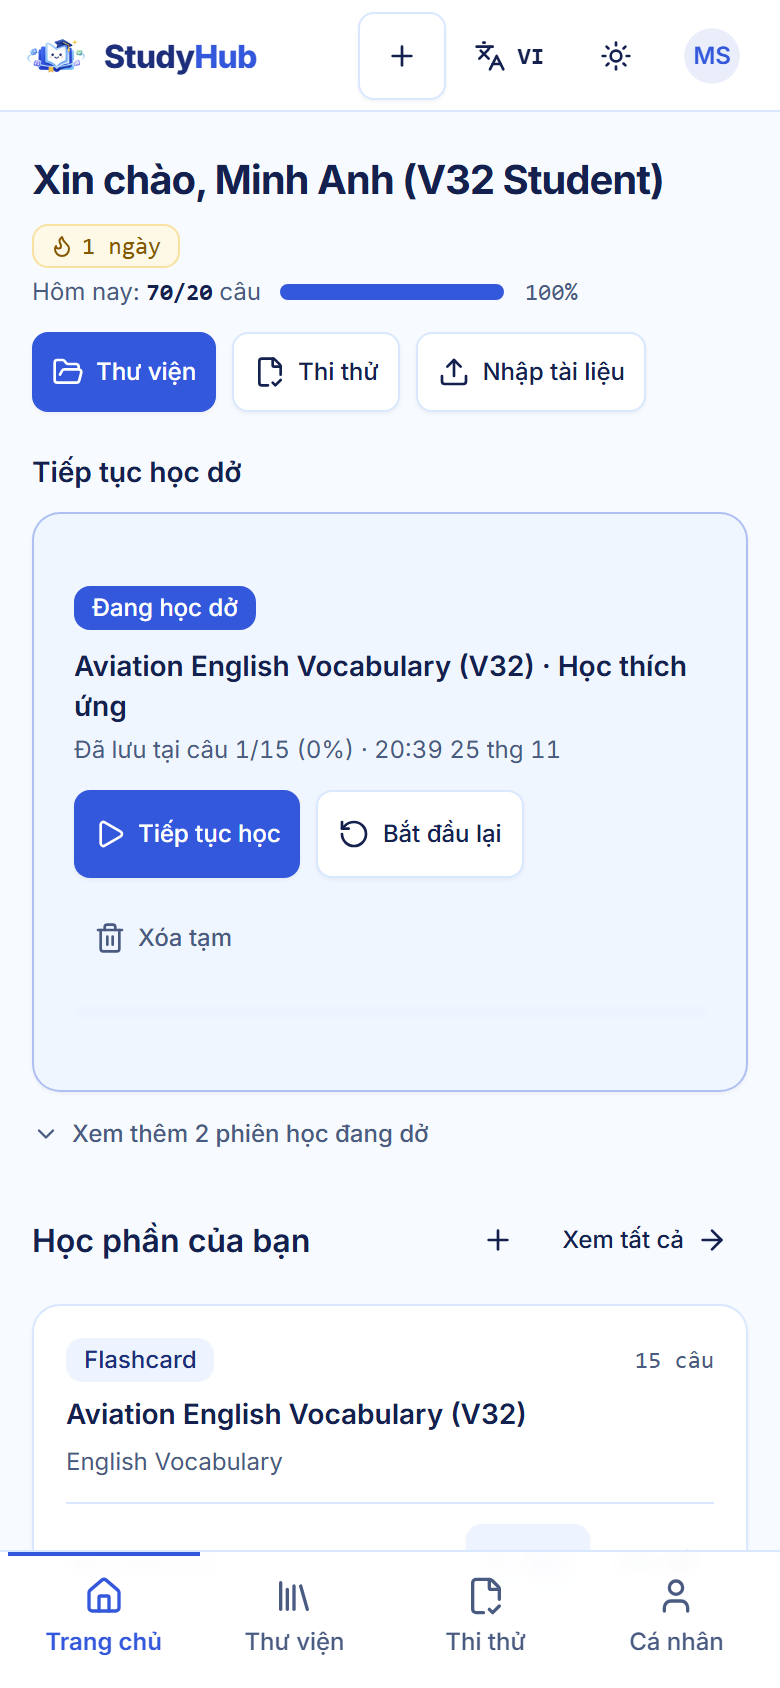 StudyHub
VI
MS
Xin chào, Minh Anh (V32 Student)
1 ngày
Hôm nay: 70/20 câu 100%
Thư viện
Thi thử
Nhập tài liệu
Tiếp tục học dở
Đang học dở
Aviation English Vocabulary (V32) · Học thích
ứng
Đã lưu tại câu 1/15 (0%) · 20:39 25 thg 11
Tiếp tục học
Bắt đầu lại
Xóa tạm
Xem thêm 2 phiên học đang dở
Học phần của bạn
Xem tất cả
Flashcard
15 câu
Aviation English Vocabulary (V32)
English Vocabulary
Trang chủ
Thư viện
Thi thử
Cá nhân